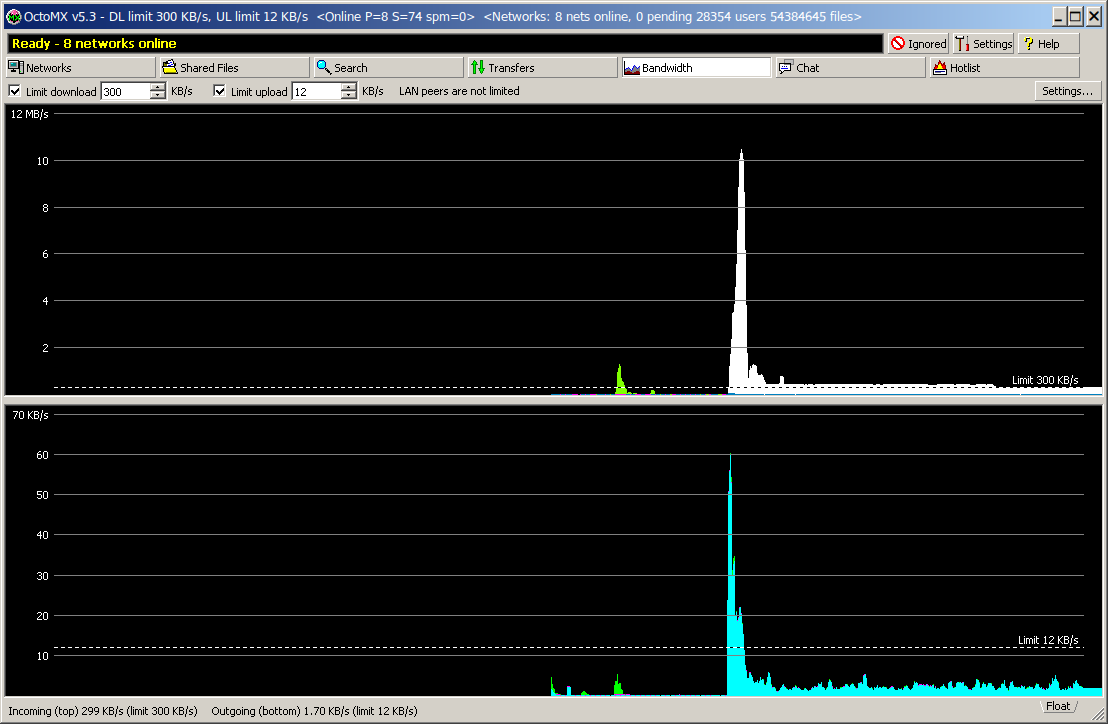 OctoMX v5.3 - DL limit 300 KB/s, UL limit 12 KB/s <Online P=8 S=74 spm=0> <Networks: 8 nets online, 0 pending 28354 users 54384645 files>
Ready - 8 networks online Ignored Settings ? Help
Networks Shared Files Search Transfers Bandwidth Chat Hotlist
Limit download 300 KB/s Limit upload 12 KB/s LAN peers are not limited Settings...
12 MB/s
10
8
6
4
2
Limit 300 KB/s
70 KB/s
60
50
40
30
20
Limit 12 KB/s
10
Incoming (top) 299 KB/s (limit 300 KB/s) Outgoing (bottom) 1.70 KB/s (limit 12 KB/s) Float